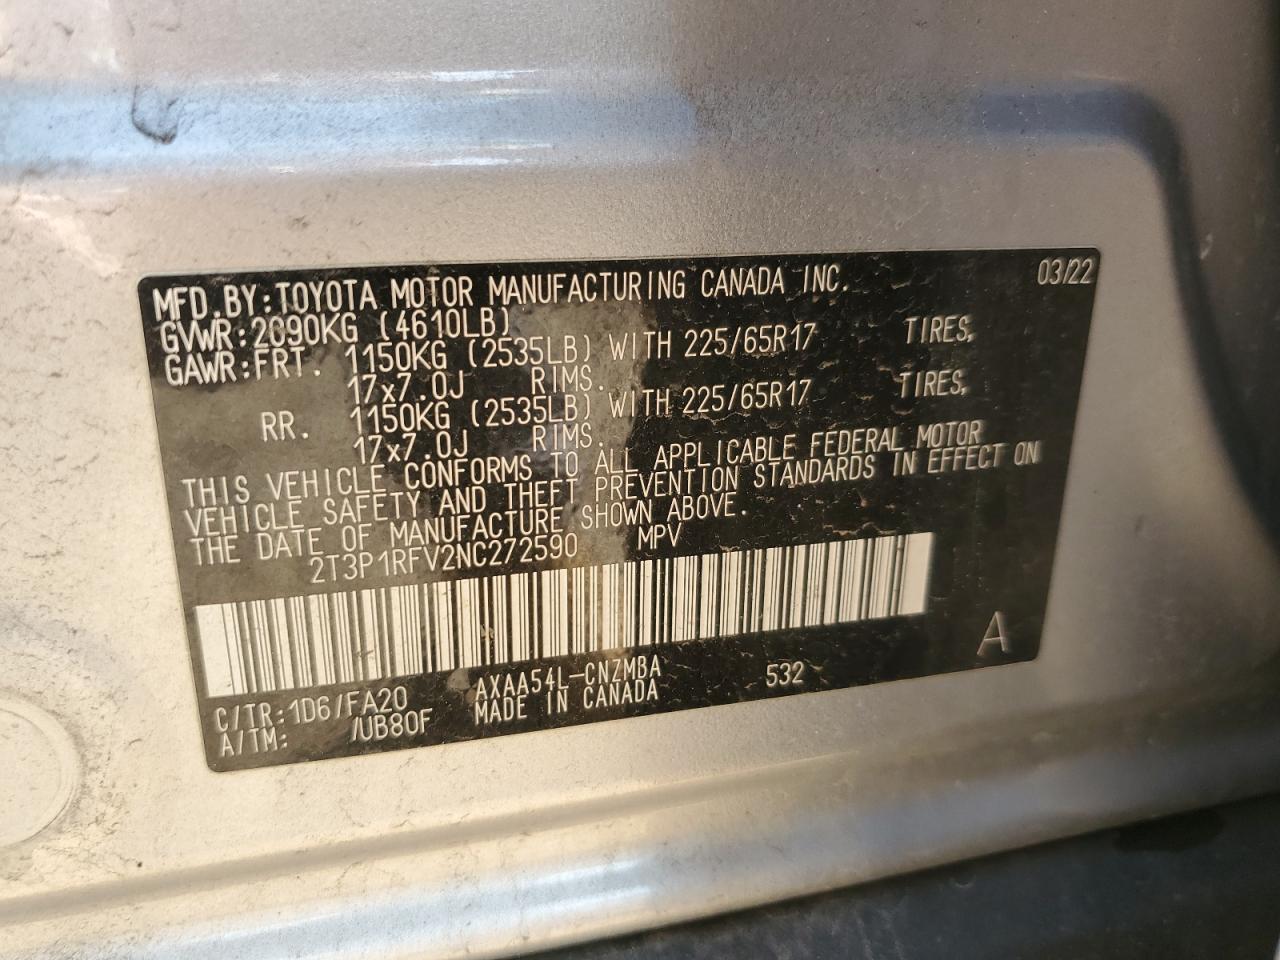 MFD.BY:TOYOTA MOTOR MANUFACTURING CANADA INC. 03/22
GVWR:2090KG (4610LB)
GAWR:FRT. 1150KG (2535LB) WITH 225/65R17 TIRES,
17x7.0J RIMS.
RR. 1150KG (2535LB) WITH 225/65R17 TIRES,
17x7.0J RIMS.
THIS VEHICLE CONFORMS TO ALL APPLICABLE FEDERAL MOTOR
VEHICLE SAFETY AND THEFT PREVENTION STANDARDS IN EFFECT ON
THE DATE OF MANUFACTURE SHOWN ABOVE.
2T3P1RFV2NC272590 MPV
C/TR:1D6/FA20 AXAA54L-CNZMBA 532 A
A/TM: /UB80F MADE IN CANADA